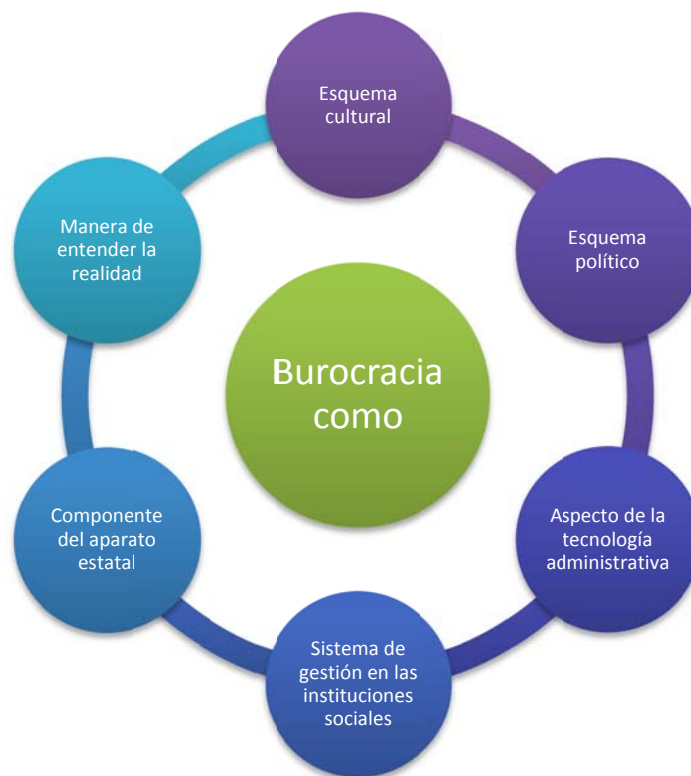 Esquema
cultural
Esquema
político
Aspecto de la
tecnología
administrativa
Sistema de
gestión en las
instituciones
sociales
Componente
del aparato
estatal
Manera de
entender la
realidad
Burocracia
como